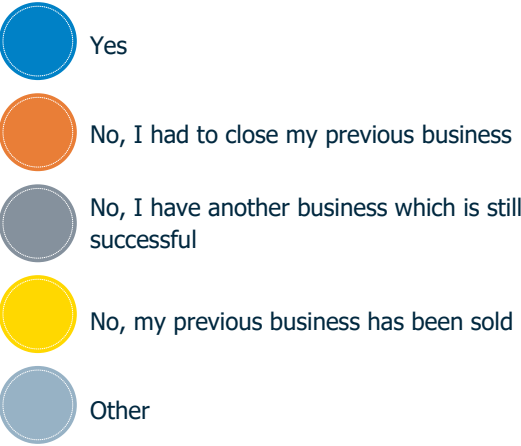 Yes
No, I had to close my previous business
No, I have another business which is still
successful
No, my previous business has been sold
Other